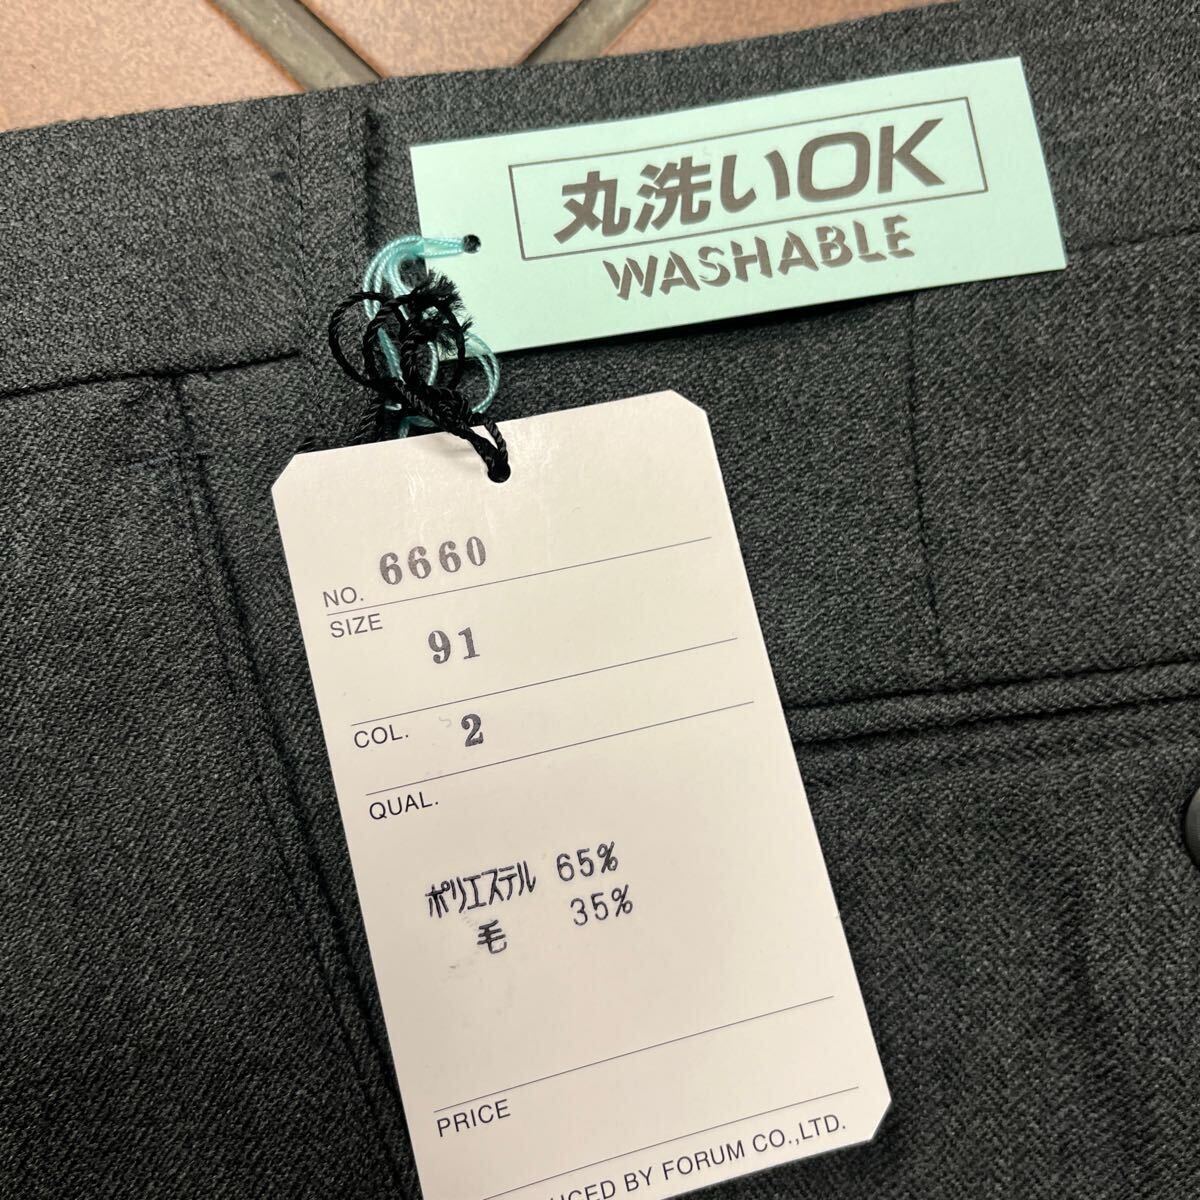 丸洗いOK
WASHABLE
NO. 6660
SIZE 91
COL. 2
QUAL.
ポリエステル 65%
毛 35%
PRICE
BY FORUM CO.,LTD.